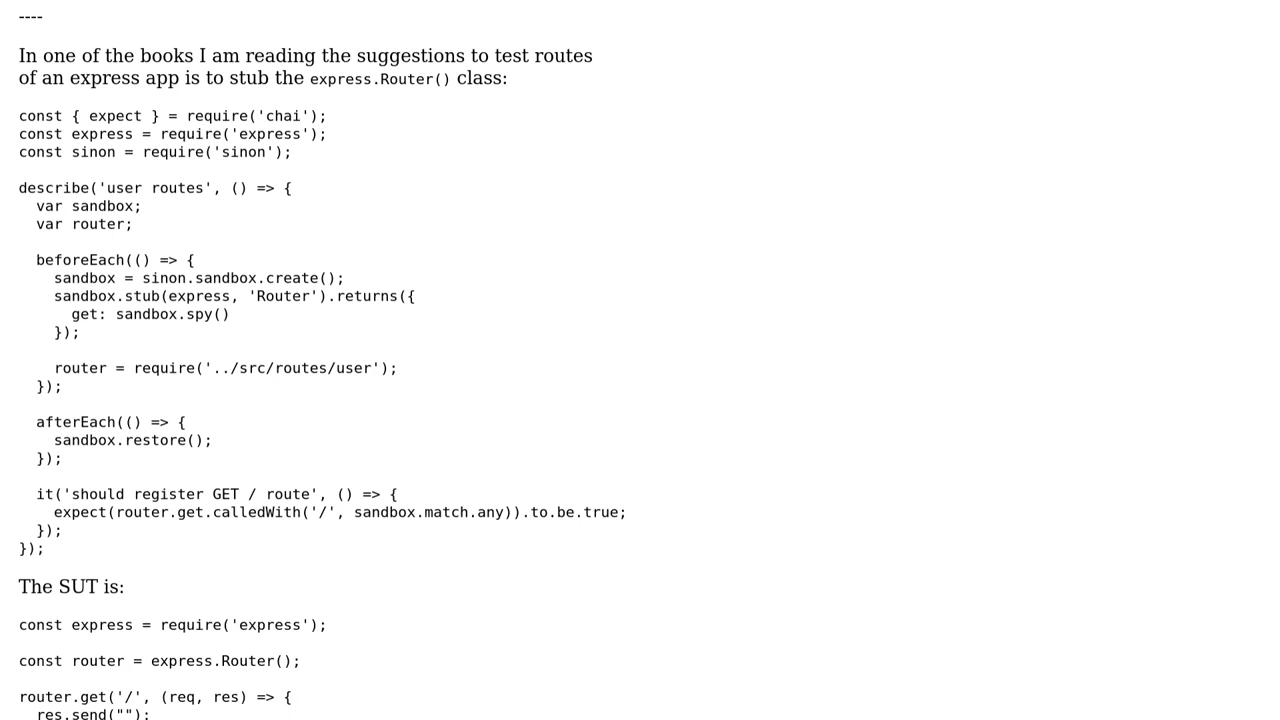 ----
In one of the books I am reading the suggestions to test routes
of an express app is to stub the express.Router() class:
const { expect } = require('chai');
const express = require('express');
const sinon = require('sinon');
describe('user routes', () => {
  var sandbox;
  var router;
  beforeEach(() => {
    sandbox = sinon.sandbox.create();
    sandbox.stub(express, 'Router').returns({
      get: sandbox.spy()
    });
    router = require('../src/routes/user');
  });
  afterEach(() => {
    sandbox.restore();
  });
  it('should register GET / route', () => {
    expect(router.get.calledWith('/', sandbox.match.any)).to.be.true;
  });
});
The SUT is:
const express = require('express');
const router = express.Router();
router.get('/', (req, res) => {
  res.send("");